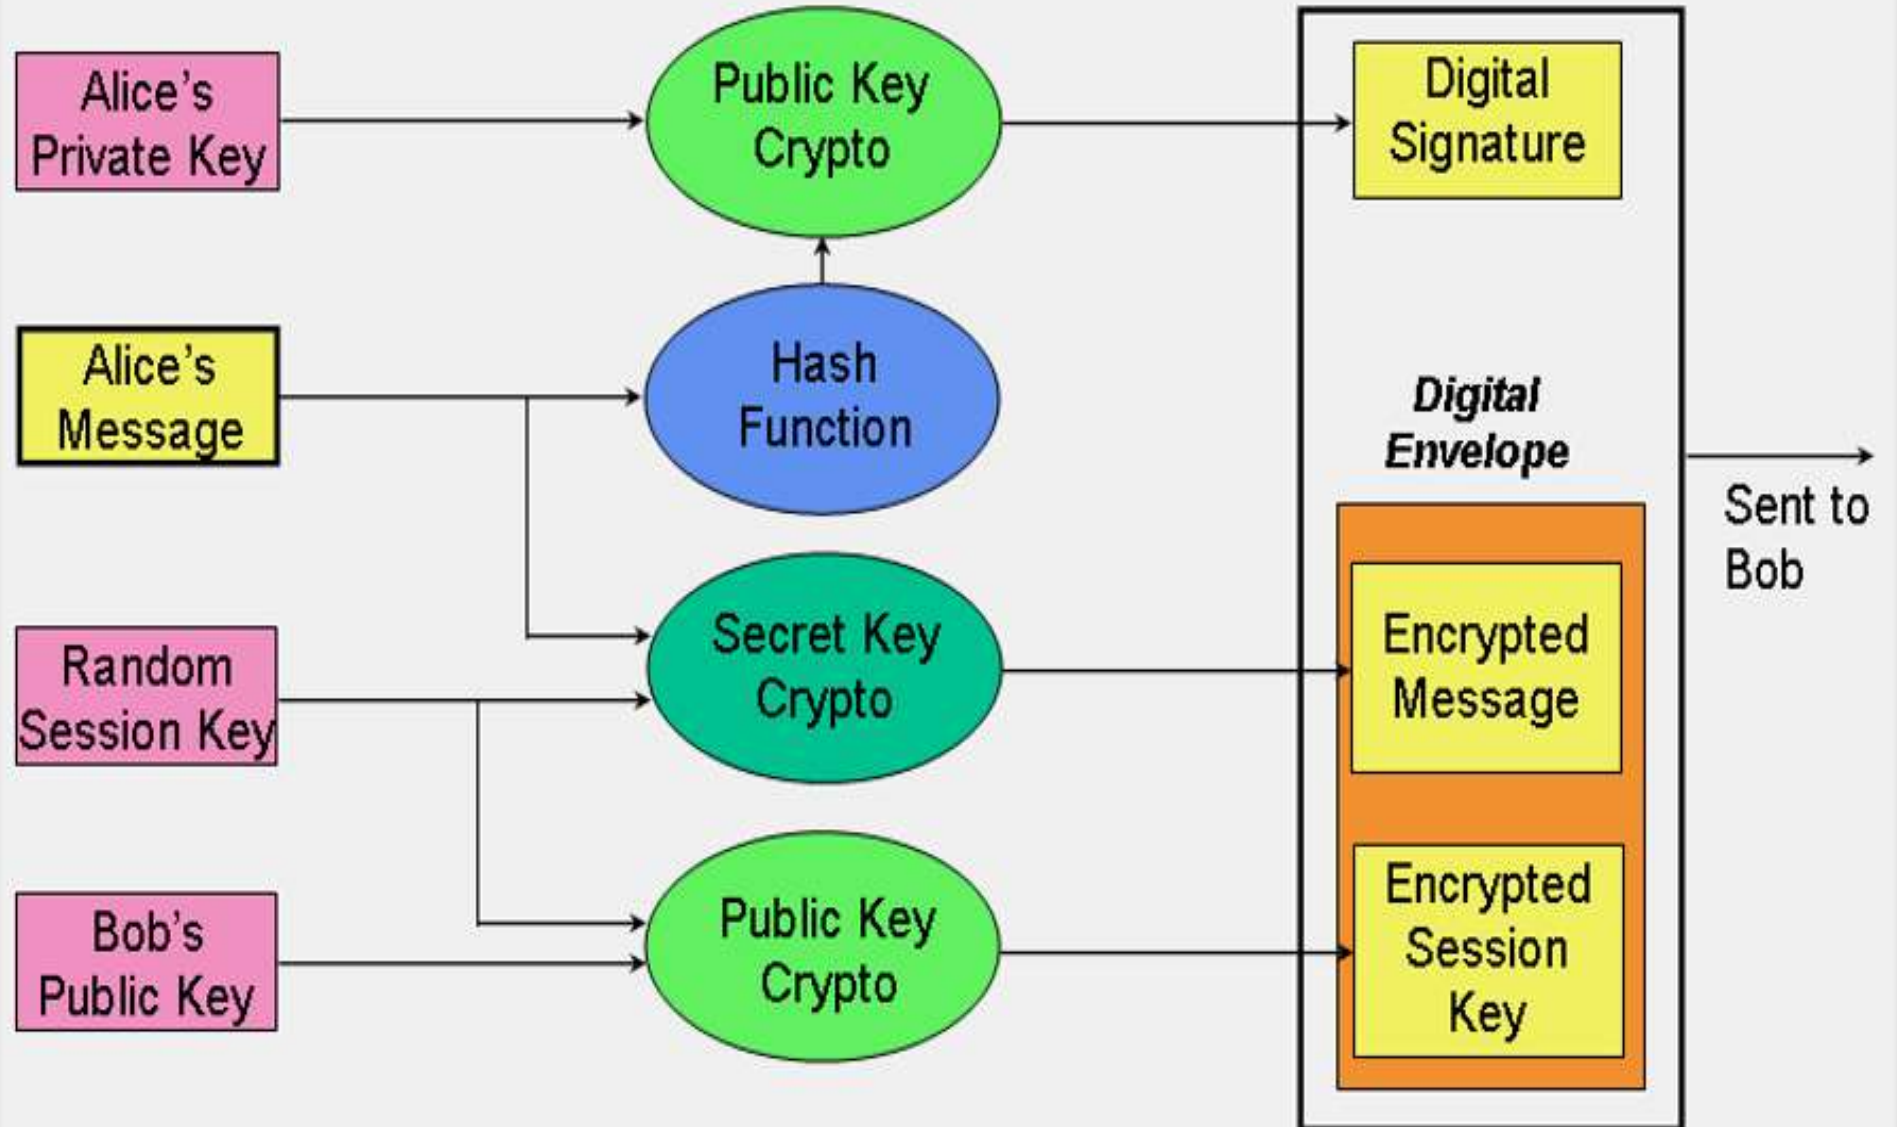 Alice's
Private Key
Public Key
Crypto
Digital
Signature
Alice's
Message
Hash
Function
Digital
Envelope
Sent to
Bob
Random
Session Key
Secret Key
Crypto
Encrypted
Message
Bob's
Public Key
Public Key
Crypto
Encrypted
Session
Key